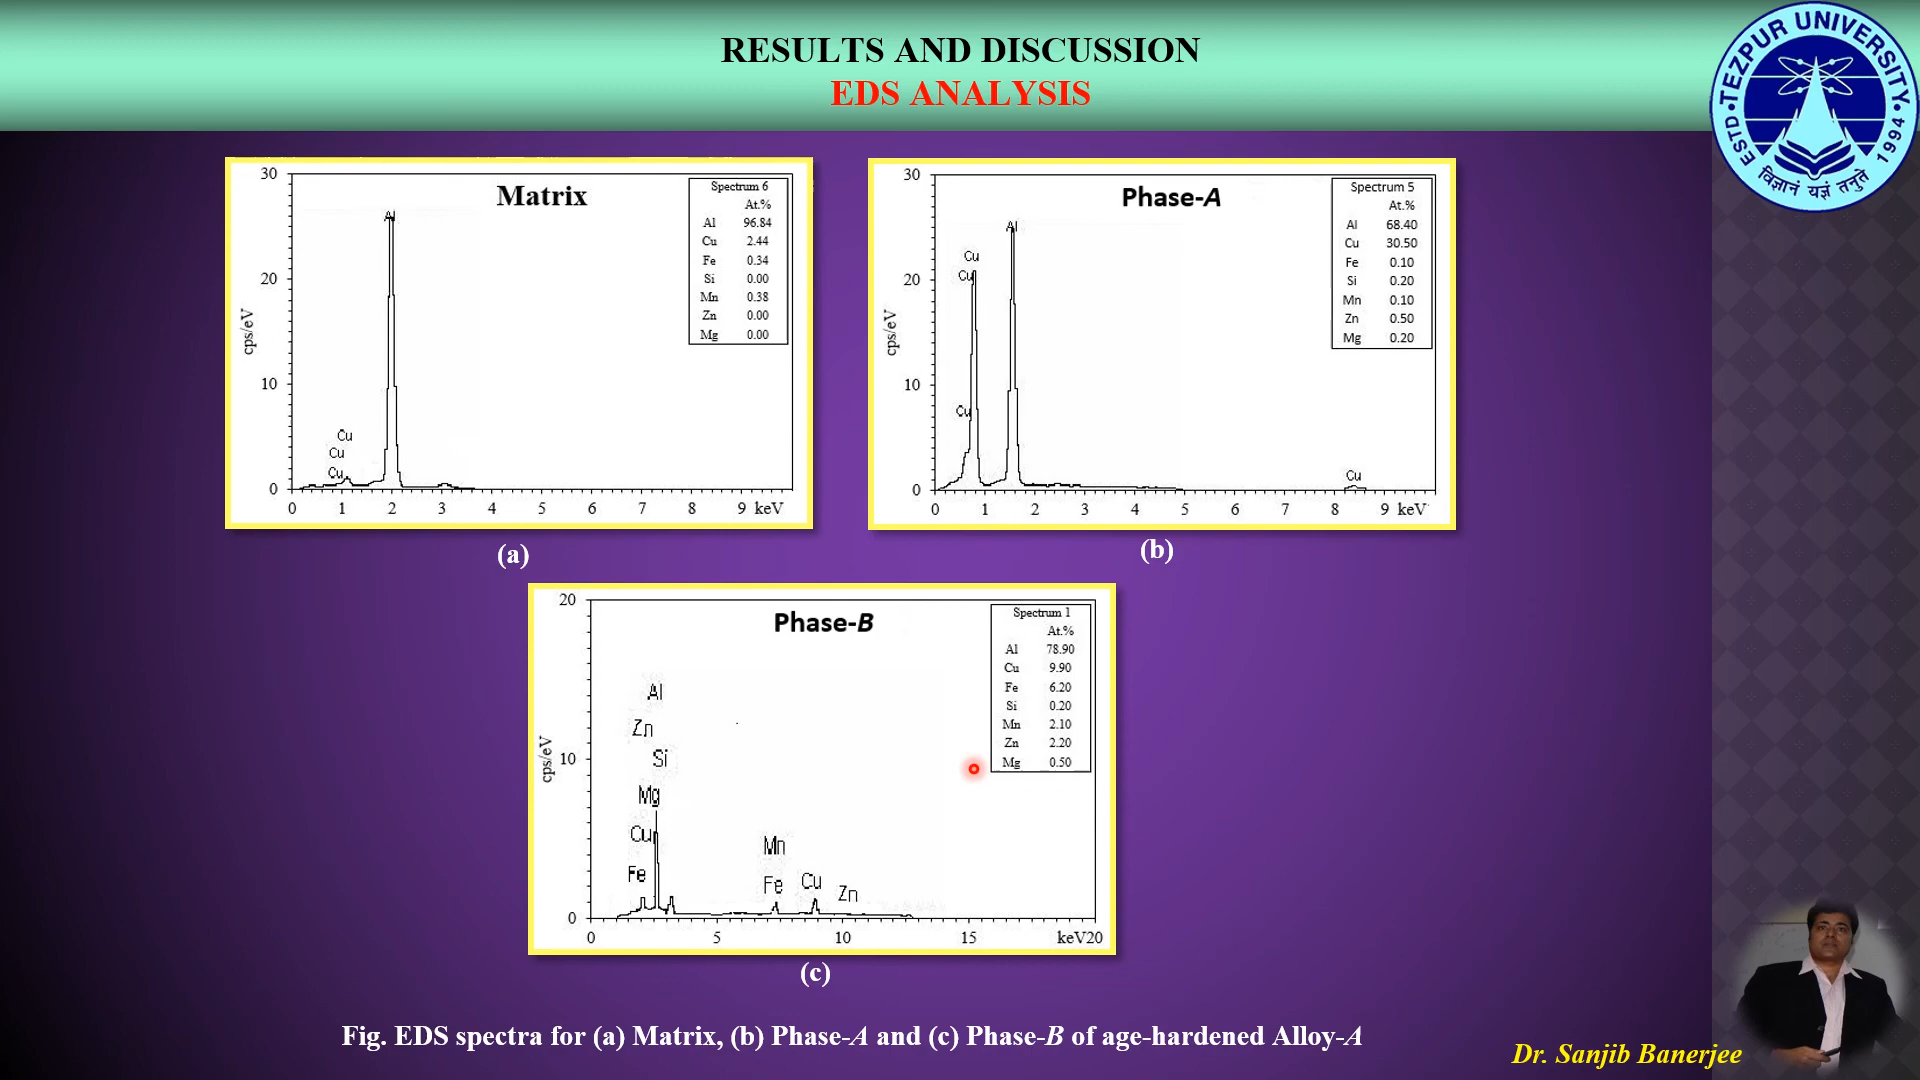 RESULTS AND DISCUSSION
EDS ANALYSIS
ESTD • TEZPUR UNIVERSITY • 1994
विज्ञानं यज्ञं तनुते
30
20
10
0
cps/eV
Matrix
Al
Cu
Cu
Cu
Spectrum 6
At.%
Al 96.84
Cu 2.44
Fe 0.34
Si 0.00
Mn 0.38
Zn 0.00
Mg 0.00
0 1 2 3 4 5 6 7 8 9 keV
(a)
30
20
10
0
cps/eV
Phase-A
Al
Cu
Cu
Cu
Cu
Spectrum 5
At.%
Al 68.40
Cu 30.50
Fe 0.10
Si 0.20
Mn 0.10
Zn 0.50
Mg 0.20
0 1 2 3 4 5 6 7 8 9 keV
(b)
20
10
0
cps/eV
Phase-B
Al
Zn
Si
Mg
Cu
Fe
Mn
Fe
Cu
Zn
Spectrum 1
At.%
Al 78.90
Cu 9.90
Fe 6.20
Si 0.20
Mn 2.10
Zn 2.20
Mg 0.50
0 5 10 15 keV20
(c)
Fig. EDS spectra for (a) Matrix, (b) Phase-A and (c) Phase-B of age-hardened Alloy-A
Dr. Sanjib Banerjee